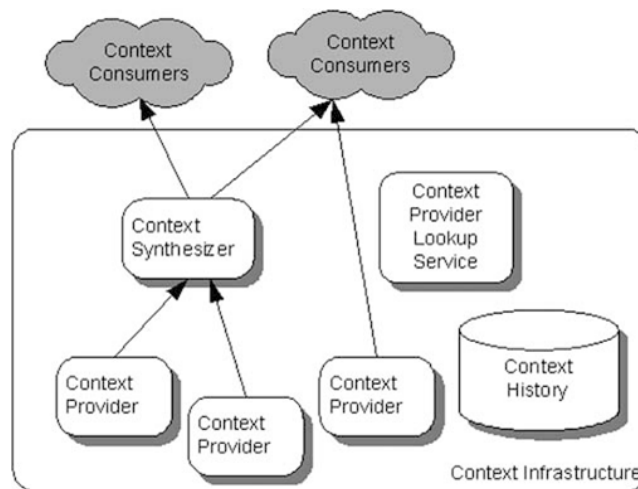 Context
Consumers
Context
Consumers
Context
Synthesizer
Context
Provider
Lookup
Service
Context
Provider
Context
Provider
Context
Provider
Context
History
Context Infrastructure